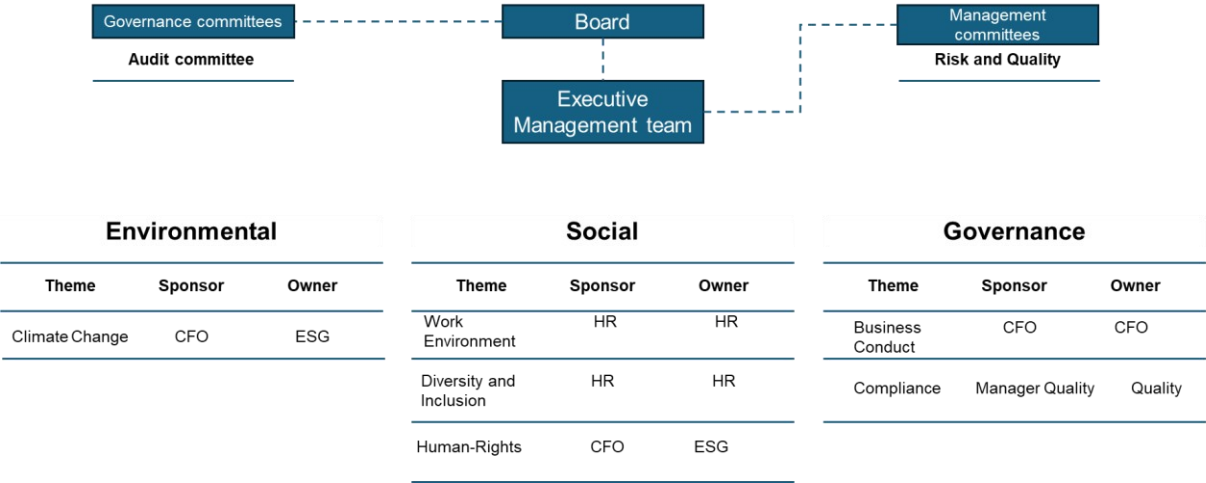 Governance committees
Board
Management
committees
Audit committee
Risk and Quality
Executive
Management team
Environmental
Theme Sponsor Owner
Climate Change CFO ESG
Social
Theme Sponsor Owner
Work
Environment
HR HR
Diversity and
Inclusion
HR HR
Human-Rights CFO ESG
Governance
Theme Sponsor Owner
Business
Conduct
CFO CFO
Compliance Manager Quality Quality